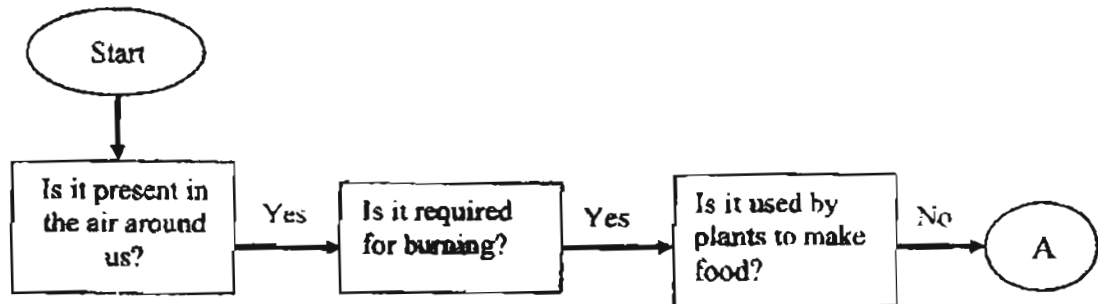 Start
Is it present in
the air around
us?
Yes
Is it required
for burning?
Yes
Is it used by
plants to make
food?
No
A